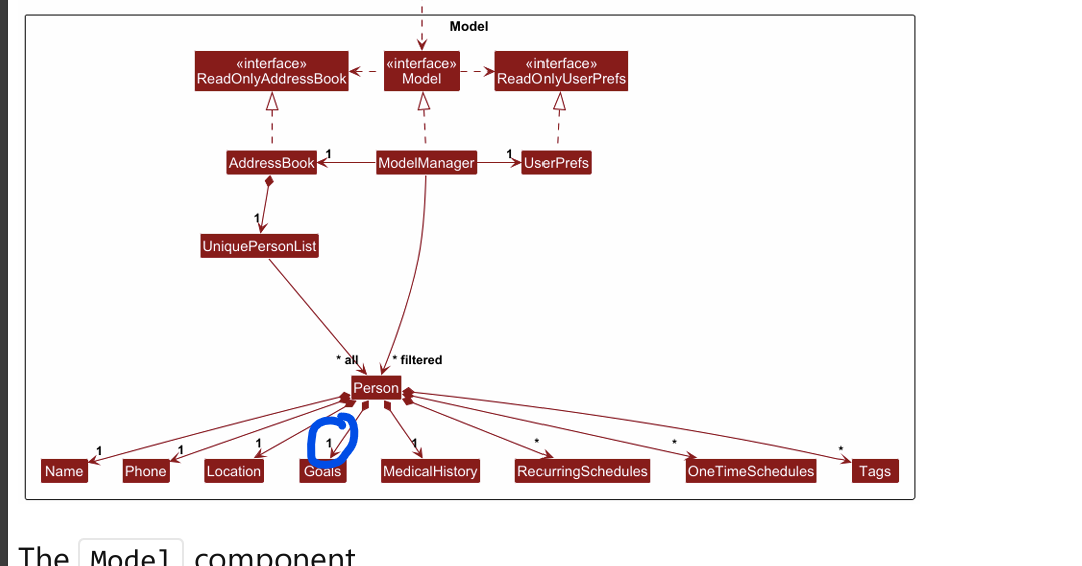 Model
«interface»
ReadOnlyAddressBook
«interface»
Model
«interface»
ReadOnlyUserPrefs
AddressBook
1
ModelManager
1
UserPrefs
1
UniquePersonList
* all
* filtered
Person
1
1
1
1
1
*
*
*
Name
Phone
Location
Goals
MedicalHistory
RecurringSchedules
OneTimeSchedules
Tags
The Model component